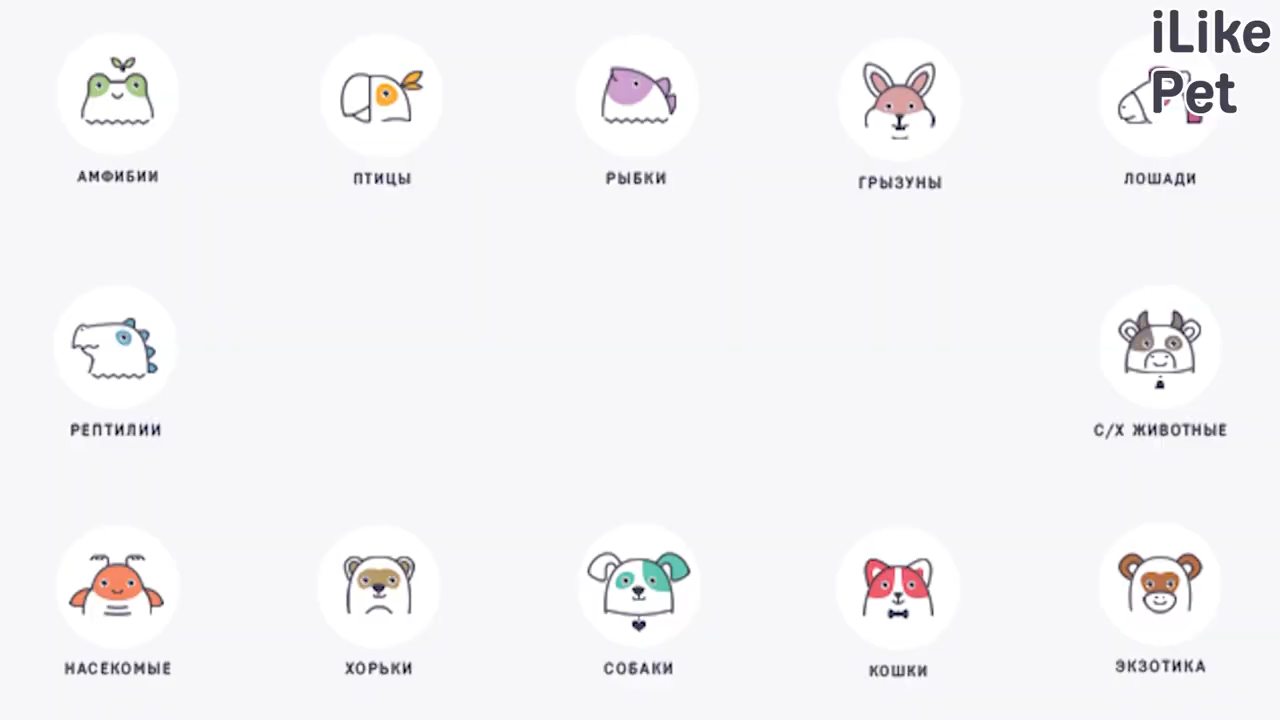 iLike
Pet
АМФИБИИ
ПТИЦЫ
РЫБКИ
ГРЫЗУНЫ
ЛОШАДИ
РЕПТИЛИИ
С/Х ЖИВОТНЫЕ
НАСЕКОМЫЕ
ХОРЬКИ
СОБАКИ
КОШКИ
ЭКЗОТИКА